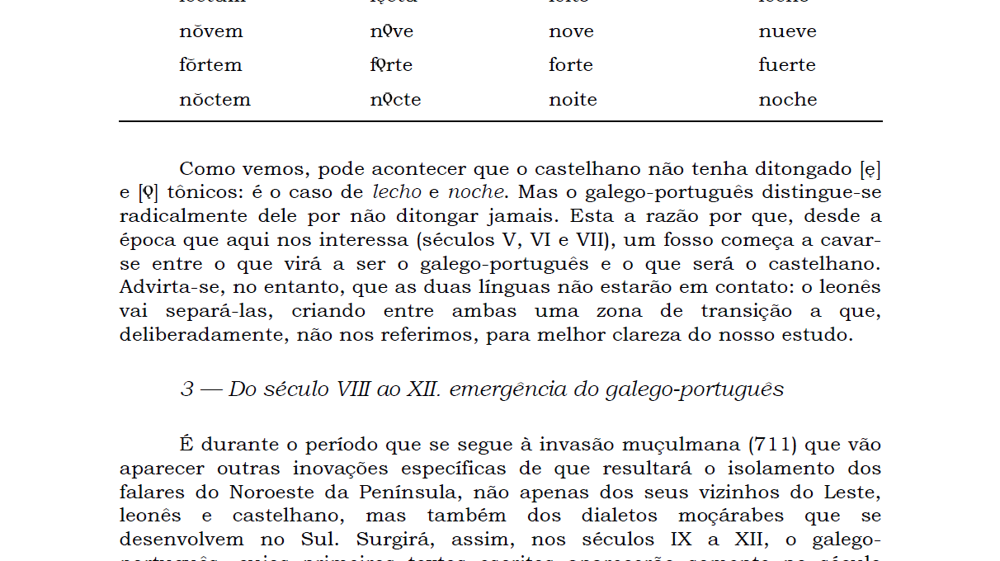 nŏvem nǫve nove nueve
fŏrtem fǫrte forte fuerte
nŏctem nǫcte noite noche
Como vemos, pode acontecer que o castelhano não tenha ditongado [ę]
e [ǫ] tônicos: é o caso de lecho e noche. Mas o galego-português distingue-se
radicalmente dele por não ditongar jamais. Esta a razão por que, desde a
época que aqui nos interessa (séculos V, VI e VII), um fosso começa a cavar-
se entre o que virá a ser o galego-português e o que será o castelhano.
Advirta-se, no entanto, que as duas línguas não estarão em contato: o leonês
vai separá-las, criando entre ambas uma zona de transição a que,
deliberadamente, não nos referimos, para melhor clareza do nosso estudo.
3 — Do século VIII ao XII. emergência do galego-português
É durante o período que se segue à invasão muçulmana (711) que vão
aparecer outras inovações específicas de que resultará o isolamento dos
falares do Noroeste da Península, não apenas dos seus vizinhos do Leste,
leonês e castelhano, mas também dos dialetos moçárabes que se
desenvolvem no Sul. Surgirá, assim, nos séculos IX a XII, o galego-